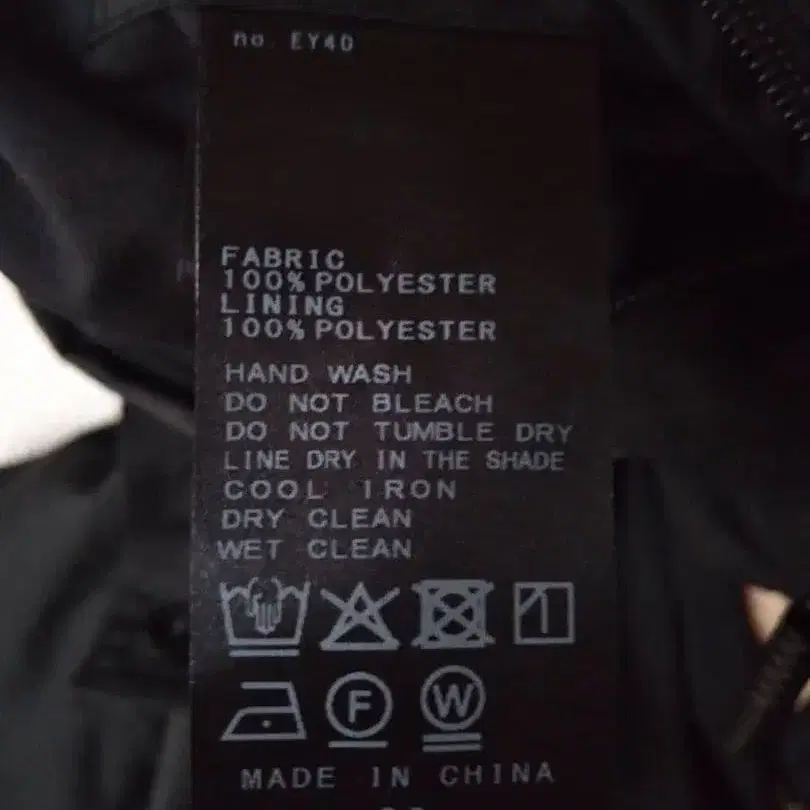 no. EY40
FABRIC
100% POLYESTER
LINING
100% POLYESTER
HAND WASH
DO NOT BLEACH
DO NOT TUMBLE DRY
LINE DRY IN THE SHADE
COOL IRON
DRY CLEAN
WET CLEAN
F W
MADE IN CHINA